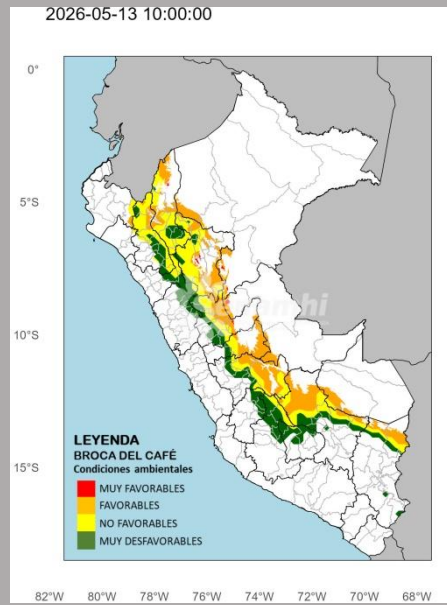 2026-05-13 10:00:00
0°
5°S
10°S
15°S
senamhi
LEYENDA
BROCA DEL CAFÉ
Condiciones ambientales
MUY FAVORABLES
FAVORABLES
NO FAVORABLES
MUY DESFAVORABLES
82°W 80°W 78°W 76°W 74°W 72°W 70°W 68°W